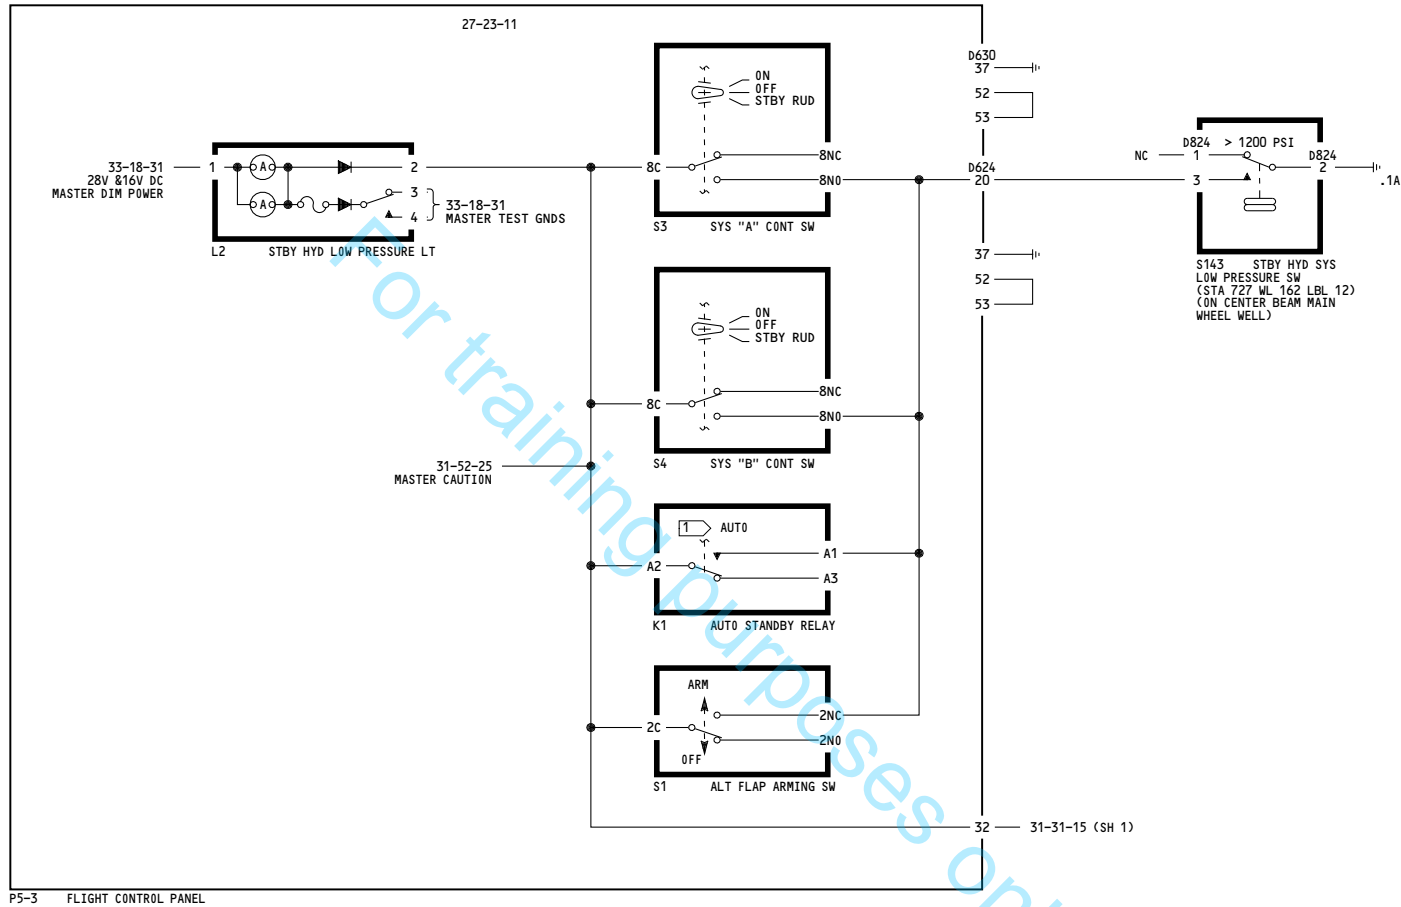 27-23-11
ON
OFF
STBY RUD
8C
8NC
8NO
S3 SYS "A" CONT SW
33-18-31
28V &16V DC
MASTER DIM POWER
1
A
A
2
3
4
33-18-31
MASTER TEST GNDS
L2 STBY HYD LOW PRESSURE LT
ON
OFF
STBY RUD
8C
8NC
8NO
S4 SYS "B" CONT SW
31-52-25
MASTER CAUTION
1 AUTO
A2
A1
A3
K1 AUTO STANDBY RELAY
ARM
OFF
2C
2NC
2NO
S1 ALT FLAP ARMING SW
D630
37
52
53
D624
20
37
52
53
32 31-31-15 (SH 1)
NC
D824 > 1200 PSI
1
3
D824
2
.1A
S143 STBY HYD SYS
LOW PRESSURE SW
(STA 727 WL 162 LBL 12)
(ON CENTER BEAM MAIN
WHEEL WELL)
P5-3 FLIGHT CONTROL PANEL
For training purposes only